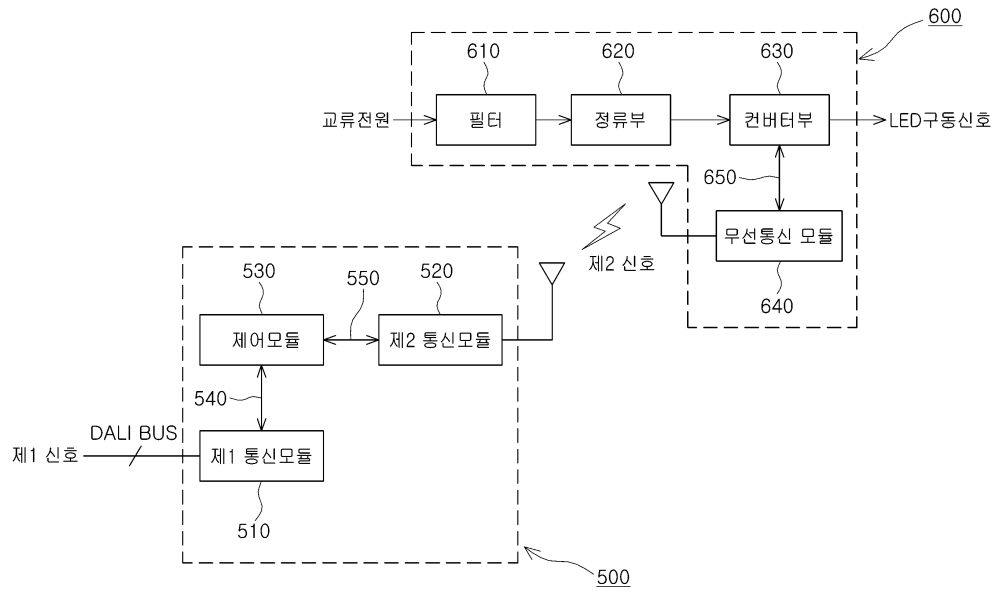 600
610
620
630
교류전원
필터
정류부
컨버터부
LED구동신호
650
무선통신 모듈
640
제2 신호
530
550
520
제어모듈
제2 통신모듈
540
DALI BUS
제1 신호
제1 통신모듈
510
500